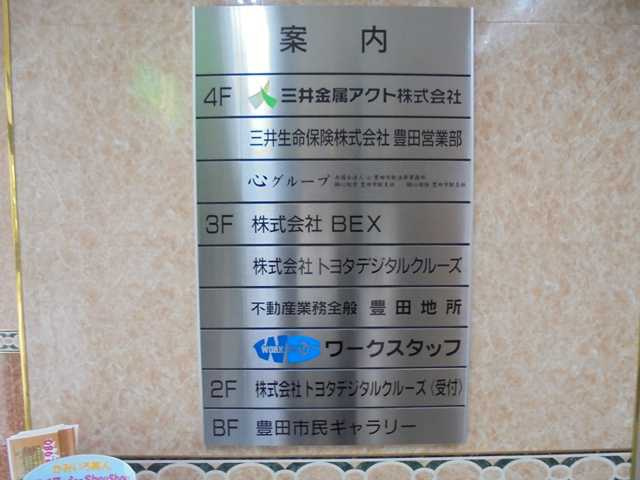 案 内
4F 三井金属アクト株式会社
三井生命保険株式会社 豊田営業部
心グループ
3F 株式会社 BEX
株式会社 トヨタデジタルクルーズ
不動産業務全般 豊田地所
WORK ワークスタッフ
2F 株式会社トヨタデジタルクルーズ〈受付〉
BF 豊田市民ギャラリー